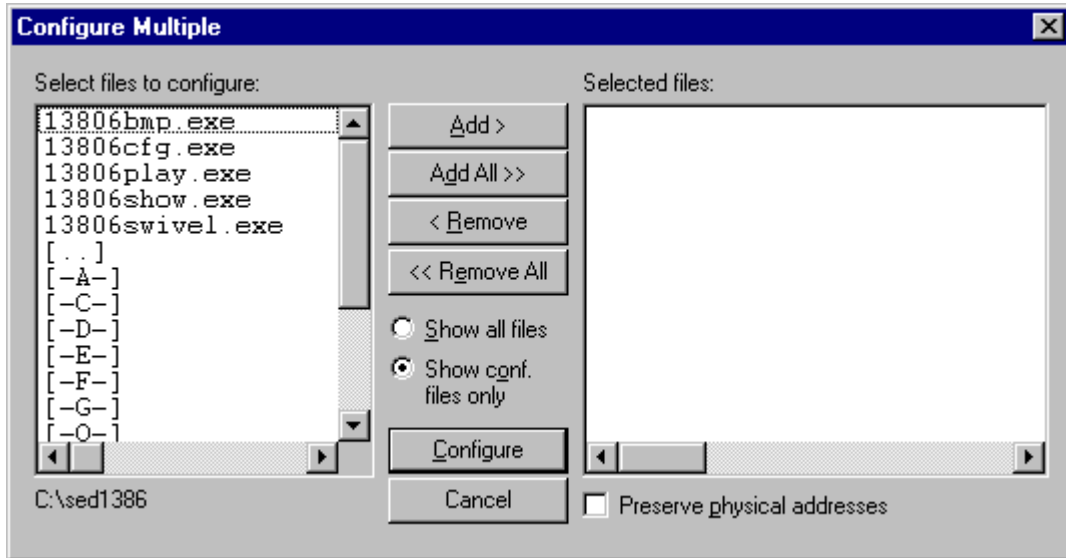 Configure Multiple
Select files to configure:
13806bmp.exe
13806cfg.exe
13806play.exe
13806show.exe
13806swivel.exe
[..]
[-A-]
[-C-]
[-D-]
[-E-]
[-F-]
[-G-]
[-O-]
C:\sed1386
Add >
Add All >>
< Remove
<< Remove All
Show all files
Show conf.
files only
Configure
Cancel
Selected files:
Preserve physical addresses